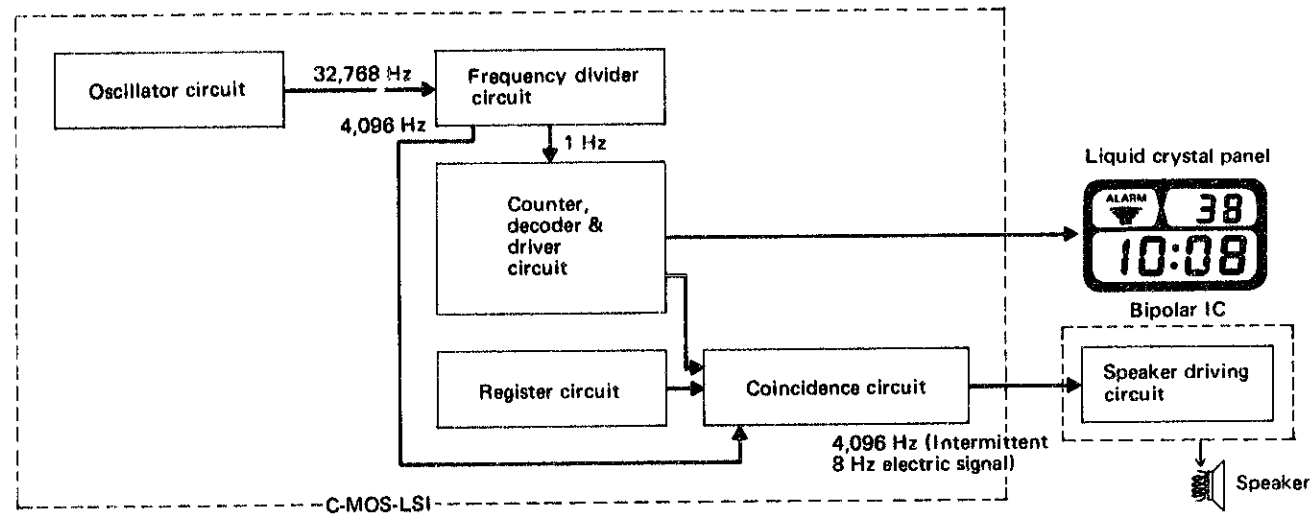 Oscillator circuit
32,768 Hz
Frequency divider
circuit
4,096 Hz
1 Hz
Counter,
decoder &
driver
circuit
Liquid crystal panel
ALARM
38
10:08
Bipolar IC
Register circuit
Coincidence circuit
Speaker driving
circuit
4,096 Hz (Intermittent
8 Hz electric signal)
Speaker
C-MOS-LSI